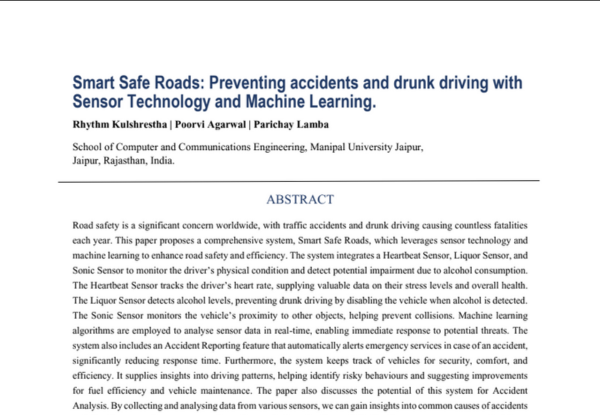 Smart Safe Roads: Preventing accidents and drunk driving with
Sensor Technology and Machine Learning.
Rhythm Kulshrestha | Poorvi Agarwal | Parichay Lamba
School of Computer and Communications Engineering, Manipal University Jaipur,
Jaipur, Rajasthan, India.
ABSTRACT
Road safety is a significant concern worldwide, with traffic accidents and drunk driving causing countless fatalities
each year. This paper proposes a comprehensive system, Smart Safe Roads, which leverages sensor technology and
machine learning to enhance road safety and efficiency. The system integrates a Heartbeat Sensor, Liquor Sensor, and
Sonic Sensor to monitor the driver's physical condition and detect potential impairment due to alcohol consumption.
The Heartbeat Sensor tracks the driver's heart rate, supplying valuable data on their stress levels and overall health.
The Liquor Sensor detects alcohol levels, preventing drunk driving by disabling the vehicle when alcohol is detected.
The Sonic Sensor monitors the vehicle's proximity to other objects, helping prevent collisions. Machine learning
algorithms are employed to analyse sensor data in real-time, enabling immediate response to potential threats. The
system also includes an Accident Reporting feature that automatically alerts emergency services in case of an accident,
significantly reducing response time. Furthermore, the system keeps track of vehicles for security, comfort, and
efficiency. It supplies insights into driving patterns, helping identify risky behaviours and suggesting improvements
for fuel efficiency and vehicle maintenance. The paper also discusses the potential of this system for Accident
Analysis. By collecting and analysing data from various sensors, we can gain insights into common causes of accidents